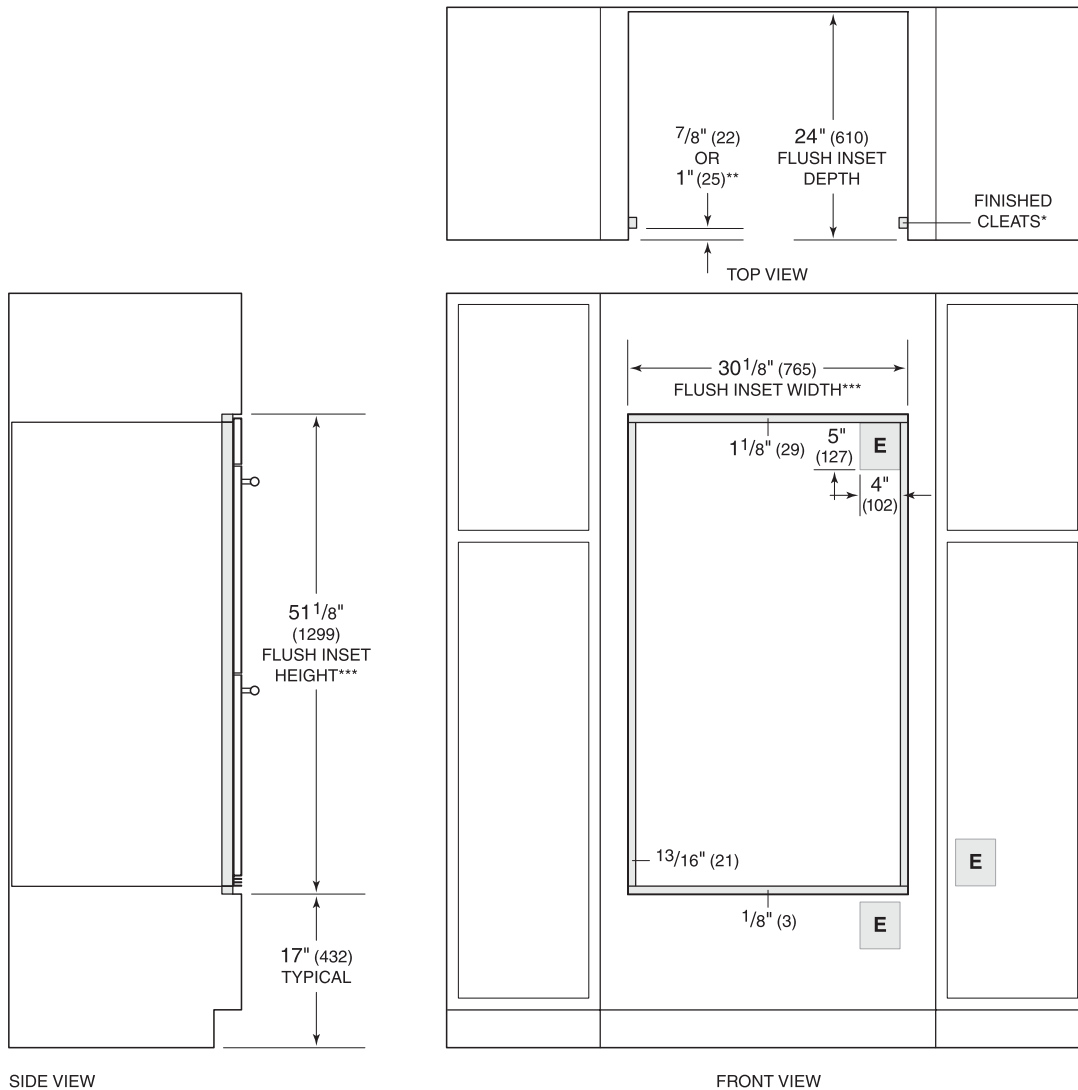 7/8" (22)
OR
1" (25)**
24" (610)
FLUSH INSET
DEPTH
FINISHED
CLEATS*
TOP VIEW
30 1/8" (765)
FLUSH INSET WIDTH***
1 1/8" (29)
5"
(127)
E
4"
(102)
51 1/8"
(1299)
FLUSH INSET
HEIGHT***
13/16" (21)
E
1/8" (3)
E
17" (432)
TYPICAL
SIDE VIEW
FRONT VIEW